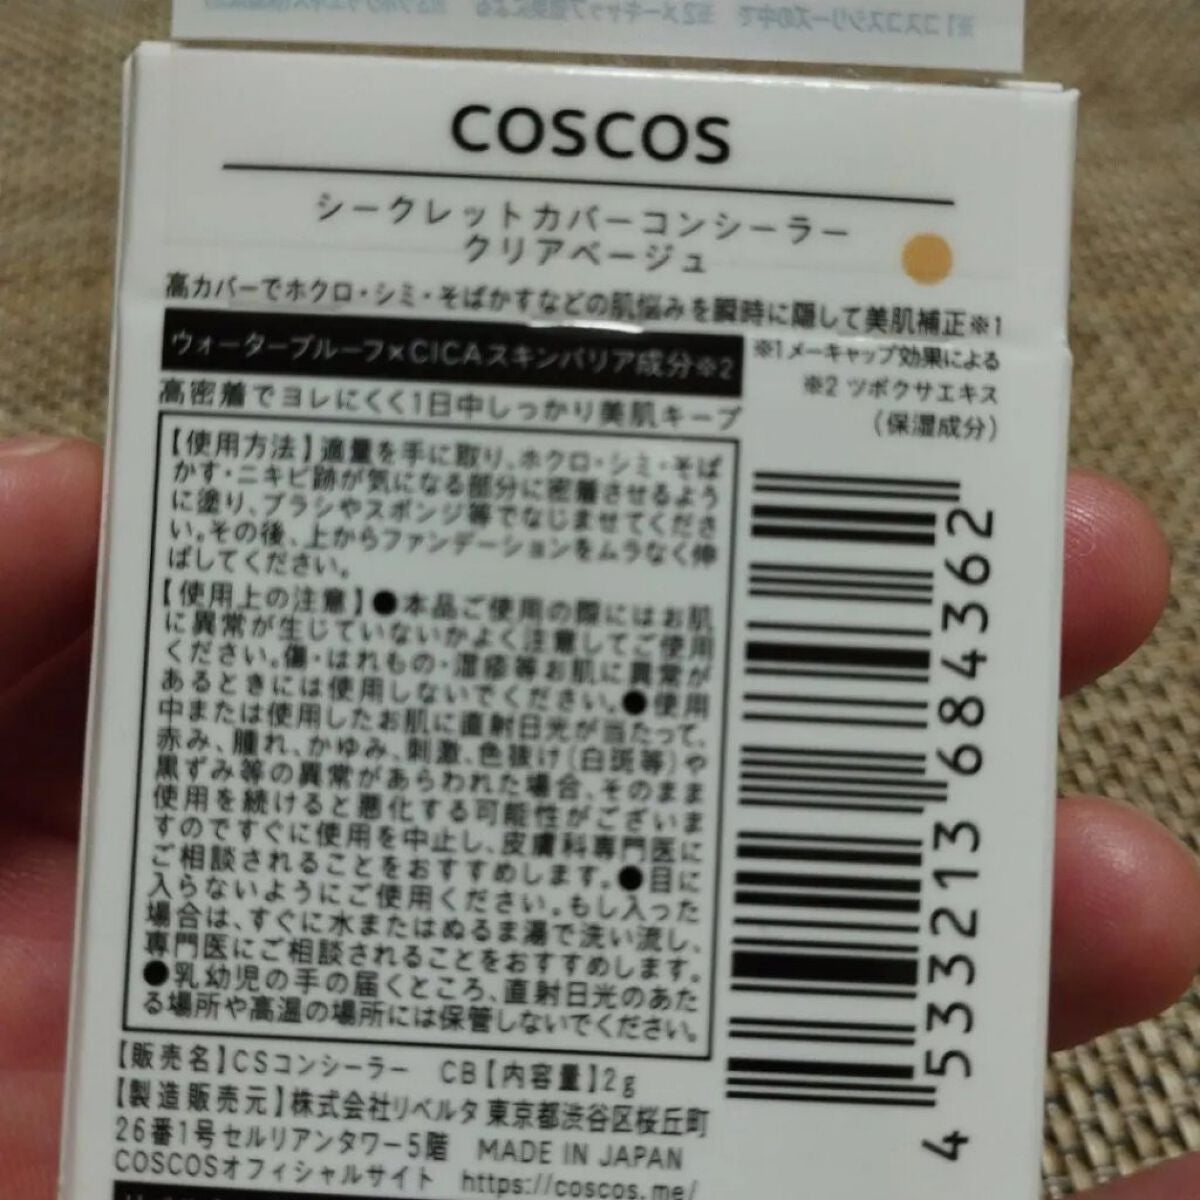 ※1 コスコスシリーズの中で ※2 メーキャップ効果による
COSCOS
シークレットカバーコンシーラー
クリアベージュ
高カバーでホクロ・シミ・そばかすなどの肌悩みを瞬時に隠して美肌補正※1
ウォータープルーフ×CICAスキンバリア成分※2
高密着でヨレにくく1日中しっかり美肌キープ
※1メーキャップ効果による
※2 ツボクサエキス
(保湿成分)
【使用方法】適量を手に取り、ホクロ・シミ・そば
かす・ニキビ跡が気になる部分に密着させるよう
に塗り、ブラシやスポンジ等でなじませてくださ
い。その後、上からファンデーションをムラなく伸
ばしてください。
【使用上の注意】●本品ご使用の際にはお肌
に異常が生じていないかよく注意してご使用
ください。傷・はれもの・湿疹等お肌に異常が
あるときには使用しないでください。●使用
中または使用したお肌に直射日光が当たって、
赤み、腫れ、かゆみ、刺激、色抜け(白斑等)や
黒ずみ等の異常があらわれた場合、そのまま
使用を続けると悪化する可能性がございま
すのですぐに使用を中止し、皮膚科専門医に
ご相談されることをおすすめします。●目に
入らないようにご使用ください。もし入った
場合は、すぐに水またはぬるま湯で洗い流し、
専門医にご相談されることをおすすめします。
●乳幼児の手の届くところ、直射日光のあた
る場所や高温の場所には保管しないでください。
4533213684362
【販売名】CSコンシーラー CB【内容量】2g
【製造販売元】株式会社リベルタ 東京都渋谷区桜丘町
26番1号セルリアンタワー5階 MADE IN JAPAN
COSCOSオフィシャルサイト https://coscos.me/